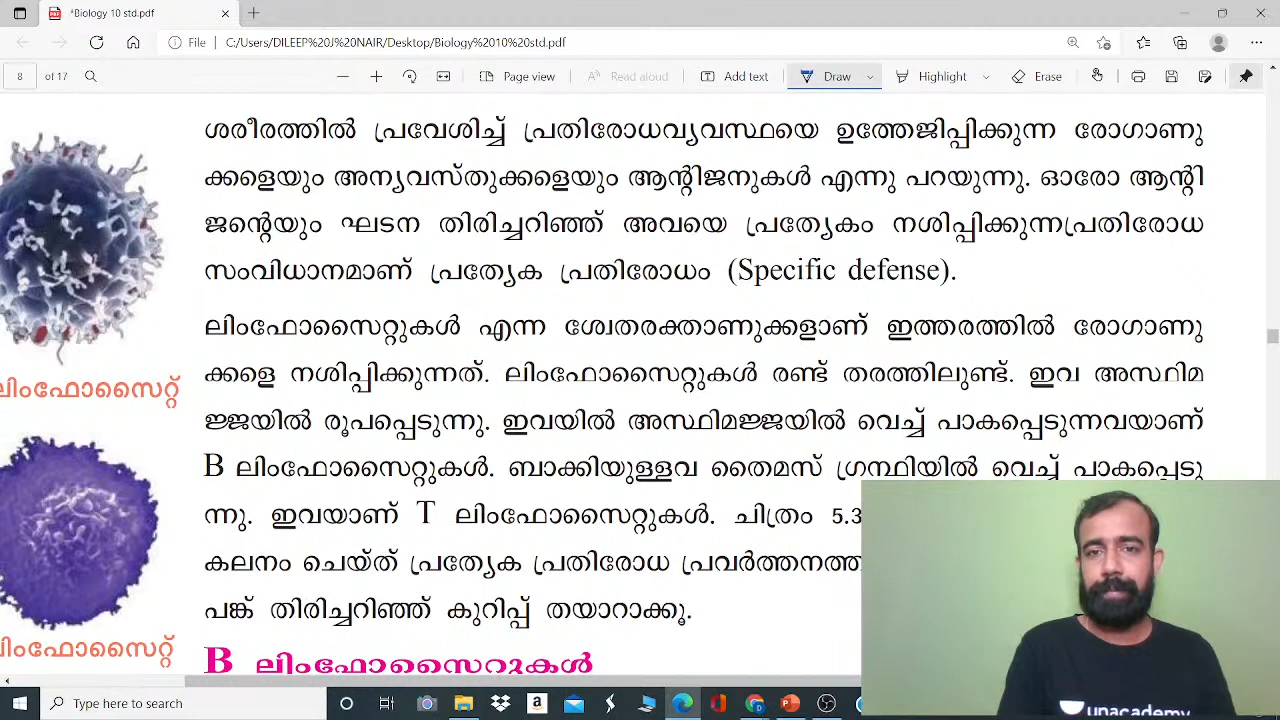 *Biology 10 std.pdf
File C:/Users/DILEEP%20J%20NAIR/Desktop/Biology%2010%20std.pdf
8 of 17 Page view Read aloud Add text Draw Highlight Erase
ശരീരത്തിൽ പ്രവേശിച്ച് പ്രതിരോധവ്യവസ്ഥയെ ഉത്തേജിപ്പിക്കുന്ന രോഗാണു
ക്കളെയും അന്യവസ്തുക്കളെയും ആന്റിജനുകൾ എന്നു പറയുന്നു. ഓരോ ആന്റി
ജന്റെയും ഘടന തിരിച്ചറിഞ്ഞ് അവയെ പ്രത്യേകം നശിപ്പിക്കുന്നപ്രതിരോധ
സംവിധാനമാണ് പ്രത്യേക പ്രതിരോധം (Specific defense).
ലിംഫോസൈറ്റുകൾ എന്ന ശ്വേതരക്താണുക്കളാണ് ഇത്തരത്തിൽ രോഗാണു
ക്കളെ നശിപ്പിക്കുന്നത്. ലിംഫോസൈറ്റുകൾ രണ്ട് തരത്തിലുണ്ട്. ഇവ അസ്ഥിമ
ലിംഫോസൈറ്റ്
ജ്ജയിൽ രൂപപ്പെടുന്നു. ഇവയിൽ അസ്ഥിമജ്ജയിൽ വെച്ച് പാകപ്പെടുന്നവയാണ്
B ലിംഫോസൈറ്റുകൾ. ബാക്കിയുള്ളവ തൈമസ് ഗ്രന്ഥിയിൽ വെച്ച് പാകപ്പെടു
ന്നു. ഇവയാണ് T ലിംഫോസൈറ്റുകൾ. ചിത്രം 5.3
കലനം ചെയ്ത് പ്രത്യേക പ്രതിരോധ പ്രവർത്തനത്തി
പങ്ക് തിരിച്ചറിഞ്ഞ് കുറിപ്പ് തയാറാക്കൂ.
ലിംഫോസൈറ്റ്
B ലിംഫോസൈറ്റുകൾ
unacademy
Type here to search